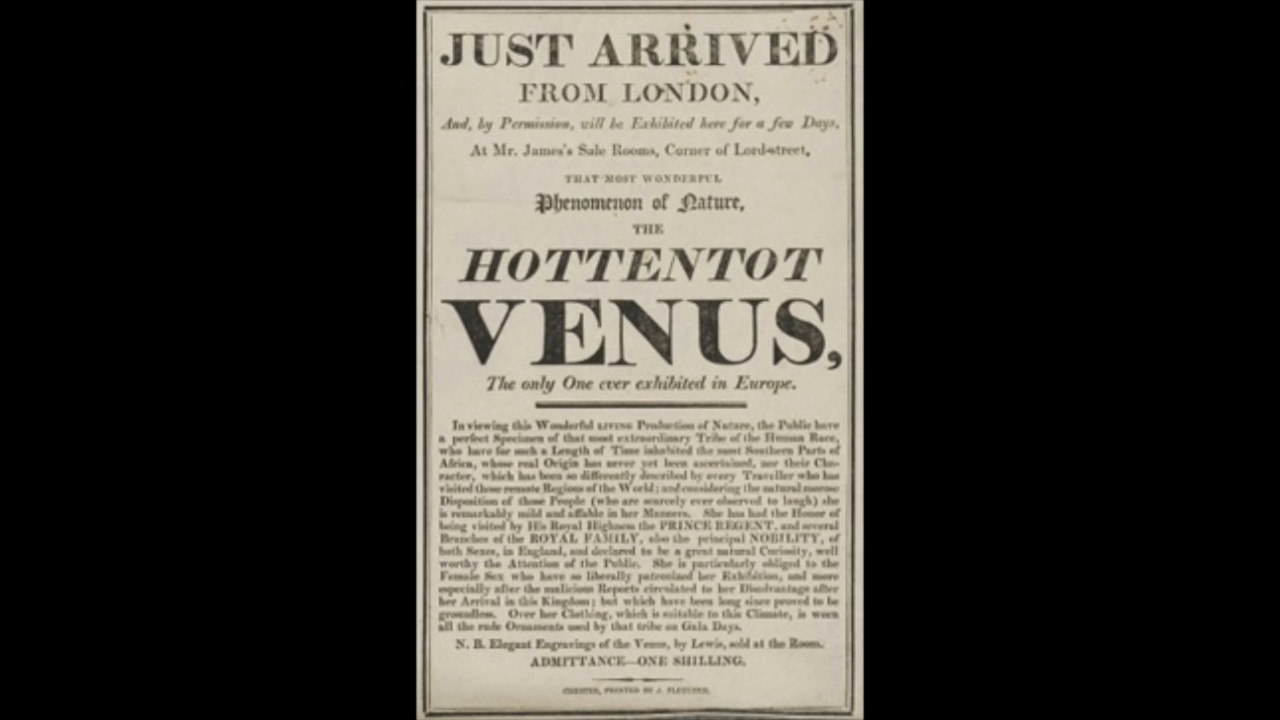 JUST ARRIVED
FROM LONDON,
And, by Permission, will be Exhibited here for a few Days,
At Mr. James's Sale Rooms, Corner of Lord-street,
THAT MOST WONDERFUL
Phenomenon of Nature,
THE
HOTTENTOT
VENUS,
The only One ever exhibited in Europe.
In viewing this Wonderful LIVING Production of Nature, the Public have
a perfect Specimen of that most extraordinary Tribe of the Human Race,
who have for such a Length of Time inhabited the most Southern Parts of
Africa, whose real Origin has never yet been ascertained, nor their Cha-
racter, which has been so differently described by every Traveller who has
visited those remote Regions of the World; and considering the natural morose
Disposition of those People (who are scarcely ever observed to laugh) she
is remarkably mild and affable in her Manners. She has had the Honor of
being visited by His Royal Highness the PRINCE REGENT, and several
Branches of the ROYAL FAMILY, also the principal NOBILITY, of
both Sexes, in England, and declared to be a great natural Curiosity, well
worthy the Attention of the Public. She is particularly obliged to the
Female Sex who have so liberally patronized her Exhibition, and more
especially after the malicious Reports circulated to her Disadvantage after
her Arrival in this Kingdom; but which have been long since proved to be
groundless. Over her Clothing, which is suitable to this Climate, is worn
all the rude Ornaments used by that tribe on Gala Days.
N. B. Elegant Engravings of the Venus, by Lewis, sold at the Room.
ADMITTANCE—ONE SHILLING.
CHESTER, PRINTED BY J. FLETCHER.